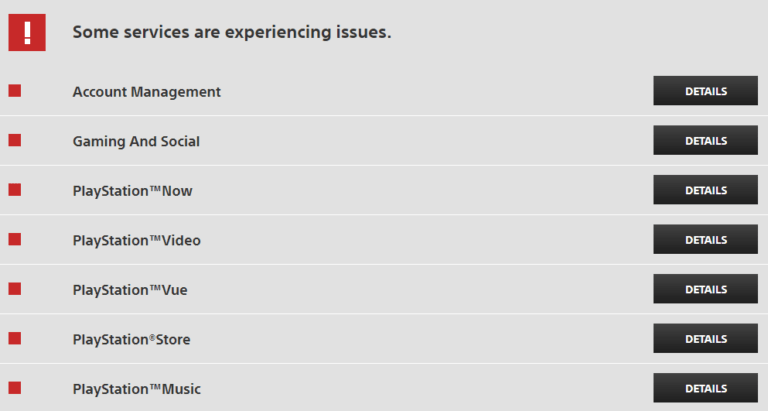 Some services are experiencing issues.
Account Management DETAILS
Gaming And Social DETAILS
PlayStation™Now DETAILS
PlayStation™Video DETAILS
PlayStation™Vue DETAILS
PlayStation®Store DETAILS
PlayStation™Music DETAILS